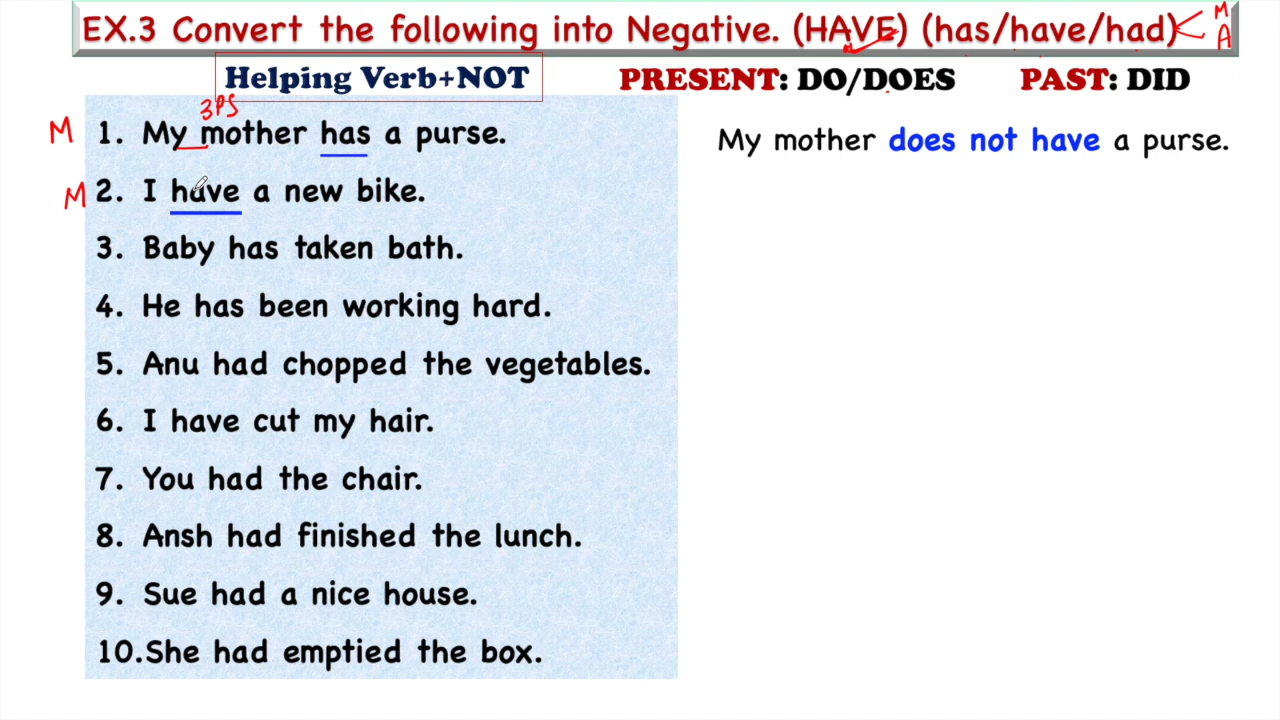 EX.3 Convert the following into Negative. (HAVE) (has/have/had) M
A
Helping Verb+NOT PRESENT: DO/DOES PAST: DID
3PS
M 1. My mother has a purse. My mother does not have a purse.
M 2. I have a new bike.
3. Baby has taken bath.
4. He has been working hard.
5. Anu had chopped the vegetables.
6. I have cut my hair.
7. You had the chair.
8. Ansh had finished the lunch.
9. Sue had a nice house.
10.She had emptied the box.